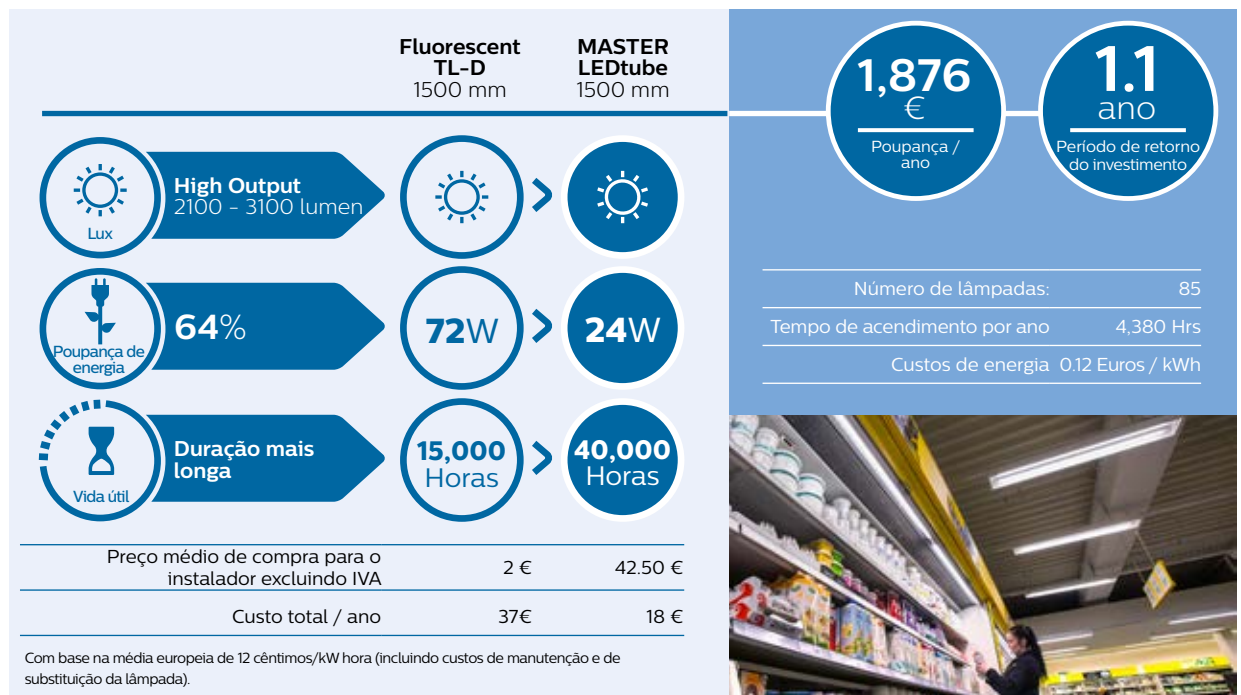 Fluorescent
TL-D
1500 mm
MASTER
LEDtube
1500 mm
Lux
High Output
2100 - 3100 lumen
Poupança de
energia
64%
72W
24W
Vida útil
Duração mais
longa
15,000
Horas
40,000
Horas
Preço médio de compra para o
instalador excluindo IVA
2 €
42.50 €
Custo total / ano
37€
18 €
Com base na média europeia de 12 cêntimos/kW hora (incluindo custos de manutenção e de
substituição da lâmpada).
1,876
€
Poupança /
ano
1.1
ano
Período de retorno
do investimento
Número de lâmpadas: 85
Tempo de acendimento por ano 4,380 Hrs
Custos de energia 0.12 Euros / kWh